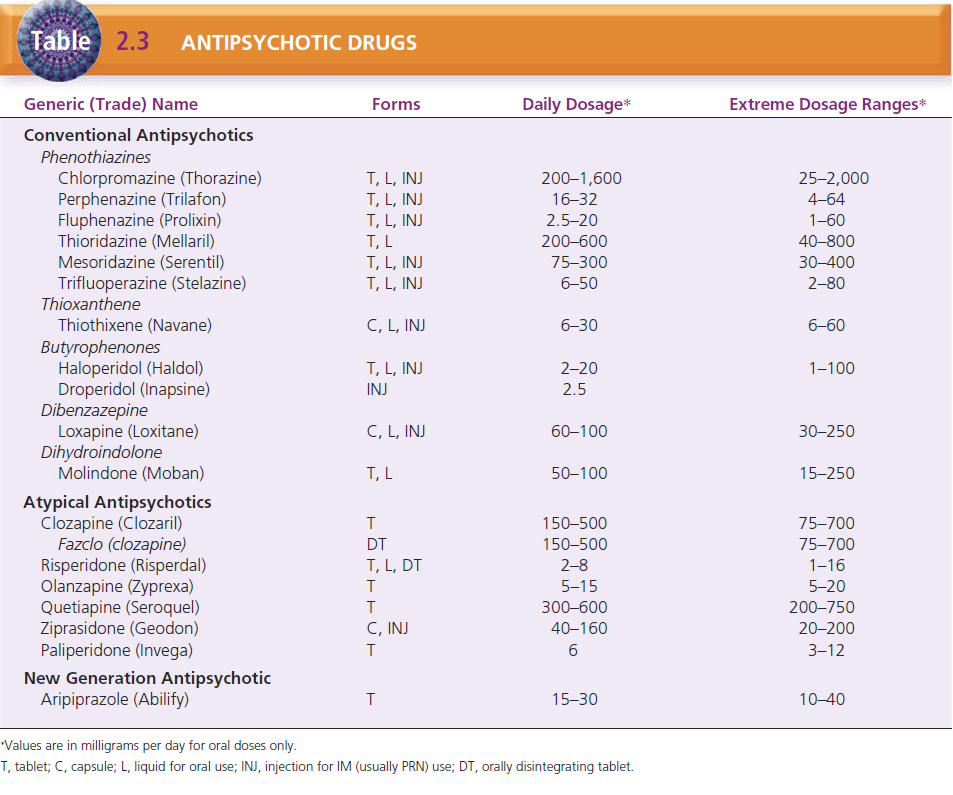 Table 2.3 ANTIPSYCHOTIC DRUGS
Generic (Trade) Name Forms Daily Dosage* Extreme Dosage Ranges*
Conventional Antipsychotics
Phenothiazines
Chlorpromazine (Thorazine) T, L, INJ 200–1,600 25–2,000
Perphenazine (Trilafon) T, L, INJ 16–32 4–64
Fluphenazine (Prolixin) T, L, INJ 2.5–20 1–60
Thioridazine (Mellaril) T, L 200–600 40–800
Mesoridazine (Serentil) T, L, INJ 75–300 30–400
Trifluoperazine (Stelazine) T, L, INJ 6–50 2–80
Thioxanthene
Thiothixene (Navane) C, L, INJ 6–30 6–60
Butyrophenones
Haloperidol (Haldol) T, L, INJ 2–20 1–100
Droperidol (Inapsine) INJ 2.5
Dibenzazepine
Loxapine (Loxitane) C, L, INJ 60–100 30–250
Dihydroindolone
Molindone (Moban) T, L 50–100 15–250
Atypical Antipsychotics
Clozapine (Clozaril) T 150–500 75–700
Fazclo (clozapine) DT 150–500 75–700
Risperidone (Risperdal) T, L, DT 2–8 1–16
Olanzapine (Zyprexa) T 5–15 5–20
Quetiapine (Seroquel) T 300–600 200–750
Ziprasidone (Geodon) C, INJ 40–160 20–200
Paliperidone (Invega) T 6 3–12
New Generation Antipsychotic
Aripiprazole (Abilify) T 15–30 10–40
*Values are in milligrams per day for oral doses only.
T, tablet; C, capsule; L, liquid for oral use; INJ, injection for IM (usually PRN) use; DT, orally disintegrating tablet.